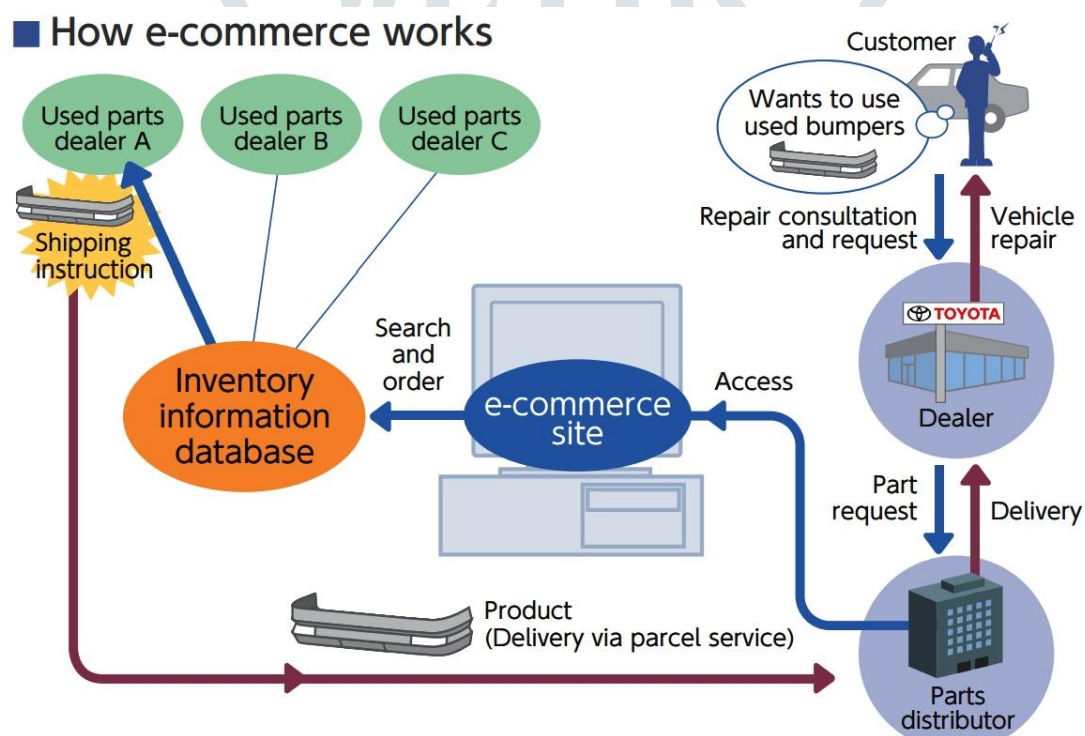 How e-commerce works
Used parts
dealer A
Used parts
dealer B
Used parts
dealer C
Customer
Wants to use
used bumpers
Shipping
instruction
Repair consultation
and request
Vehicle
repair
TOYOTA
Dealer
Search
and
order
Access
Inventory
information
database
e-commerce
site
Part
request
Delivery
Product
(Delivery via parcel service)
Parts
distributor